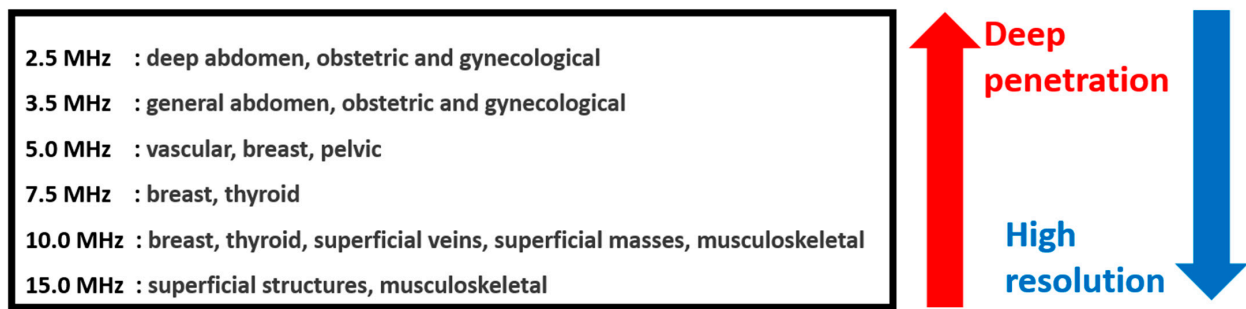 2.5 MHz : deep abdomen, obstetric and gynecological
3.5 MHz : general abdomen, obstetric and gynecological
5.0 MHz : vascular, breast, pelvic
7.5 MHz : breast, thyroid
10.0 MHz : breast, thyroid, superficial veins, superficial masses, musculoskeletal
15.0 MHz : superficial structures, musculoskeletal
Deep
penetration
High
resolution